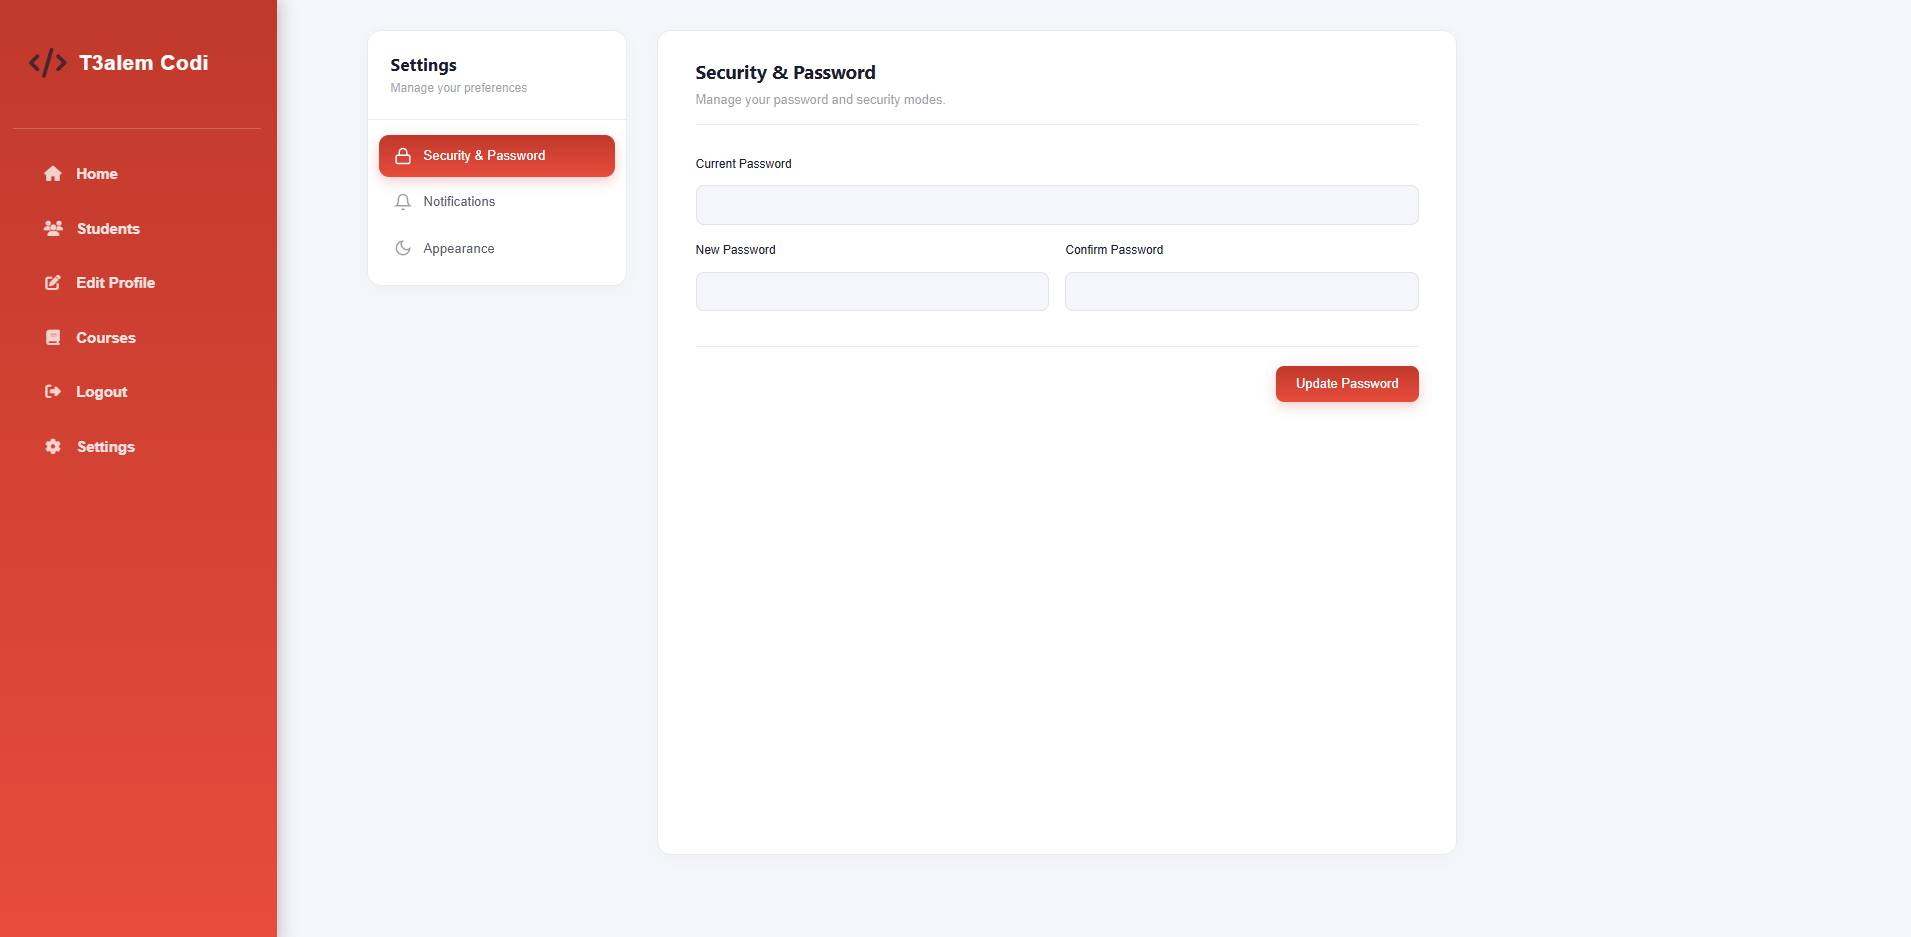 T3alem Codi
Home
Students
Edit Profile
Courses
Logout
Settings
Settings
Manage your preferences
Security & Password
Notifications
Appearance
Security & Password
Manage your password and security modes.
Current Password
New Password
Confirm Password
Update Password